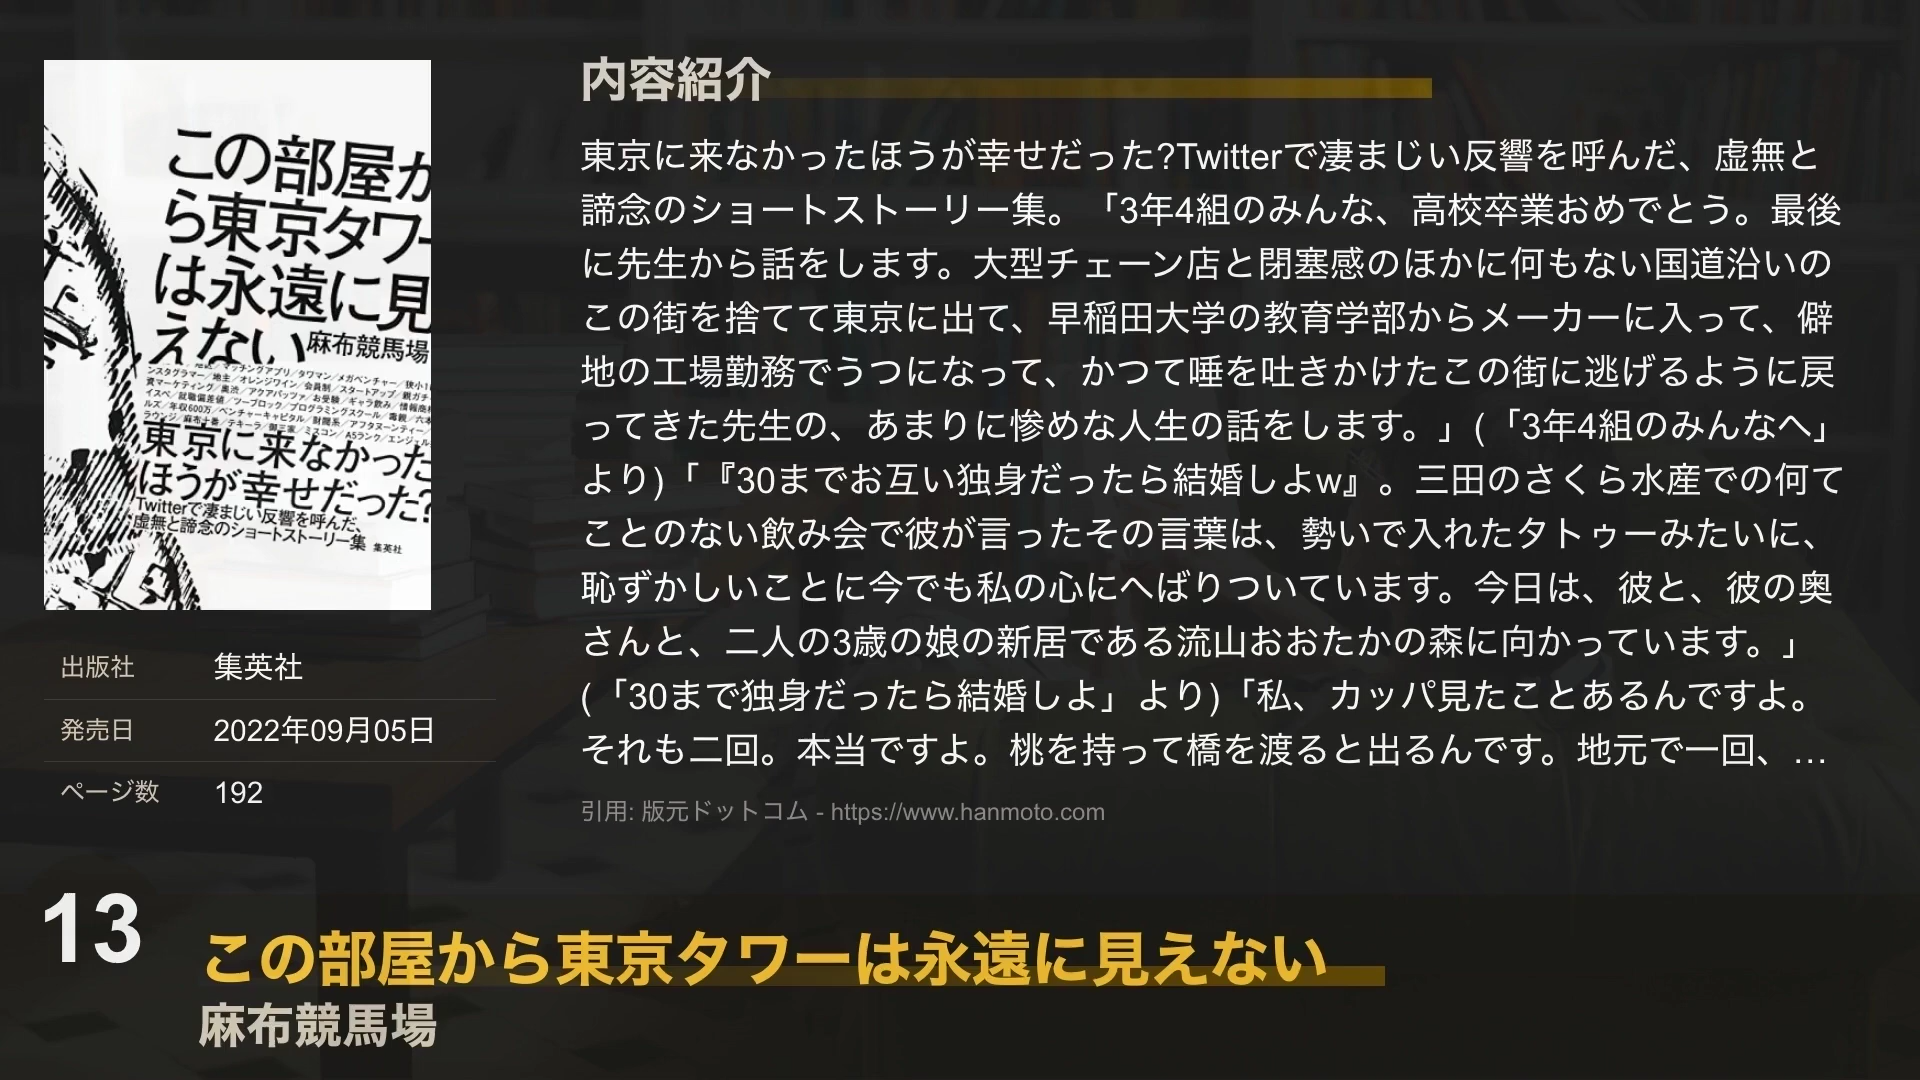 この部屋か
ら東京タワー
は永遠に見
えない
麻布競馬場
東京に来なかった
ほうが幸せだった?
Twitterで凄まじい反響を呼んだ、
虚無と諦念のショートストーリー集
集英社
出版社 集英社
発売日 2022年09月05日
ページ数 192
内容紹介
東京に来なかったほうが幸せだった?Twitterで凄まじい反響を呼んだ、虚無と
諦念のショートストーリー集。「3年4組のみんな、高校卒業おめでとう。最後
に先生から話をします。大型チェーン店と閉塞感のほかに何もない国道沿いの
この街を捨てて東京に出て、早稲田大学の教育学部からメーカーに入って、僻
地の工場勤務でうつになって、かつて唾を吐きかけたこの街に逃げるように戻
ってきた先生の、あまりに惨めな人生の話をします。」(「3年4組のみんなへ」
より)「『30までお互い独身だったら結婚しよw』。三田のさくら水産での何て
ことのない飲み会で彼が言ったその言葉は、勢いで入れたタトゥーみたいに、
恥ずかしいことに今でも私の心にへばりついています。今日は、彼と、彼の奥
さんと、二人の3歳の娘の新居である流山おおたかの森に向かっています。」
(「30まで独身だったら結婚しよ」より)「私、カッパ見たことあるんですよ。
それも二回。本当ですよ。桃を持って橋を渡ると出るんです。地元で一回、…
引用: 版元ドットコム - https://www.hanmoto.com
13
この部屋から東京タワーは永遠に見えない
麻布競馬場